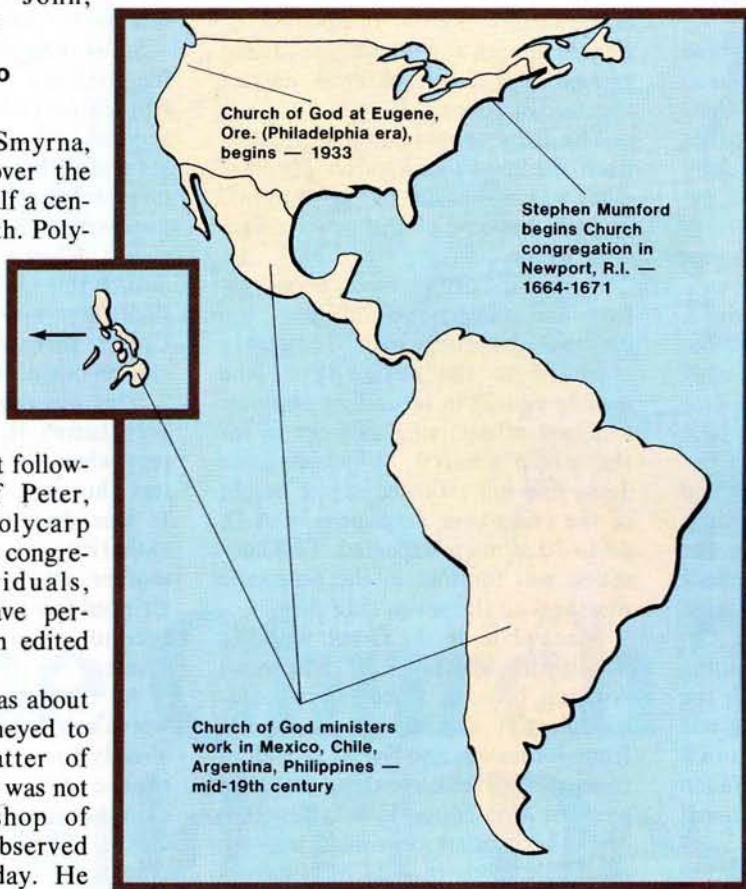 John,
o
Smyrna,
over the
alf a cen-
th. Poly-
t follow-
f Peter,
olycarp
congre-
iduals,
ave per-
n edited
as about
neyed to
atter of
was not
shop of
bserved
day. He
Church of God at Eugene,
Ore. (Philadelphia era),
begins — 1933
Stephen Mumford
begins Church
congregation in
Newport, R.I. —
1664-1671
Church of God ministers
work in Mexico, Chile,
Argentina, Philippines —
mid-19th century